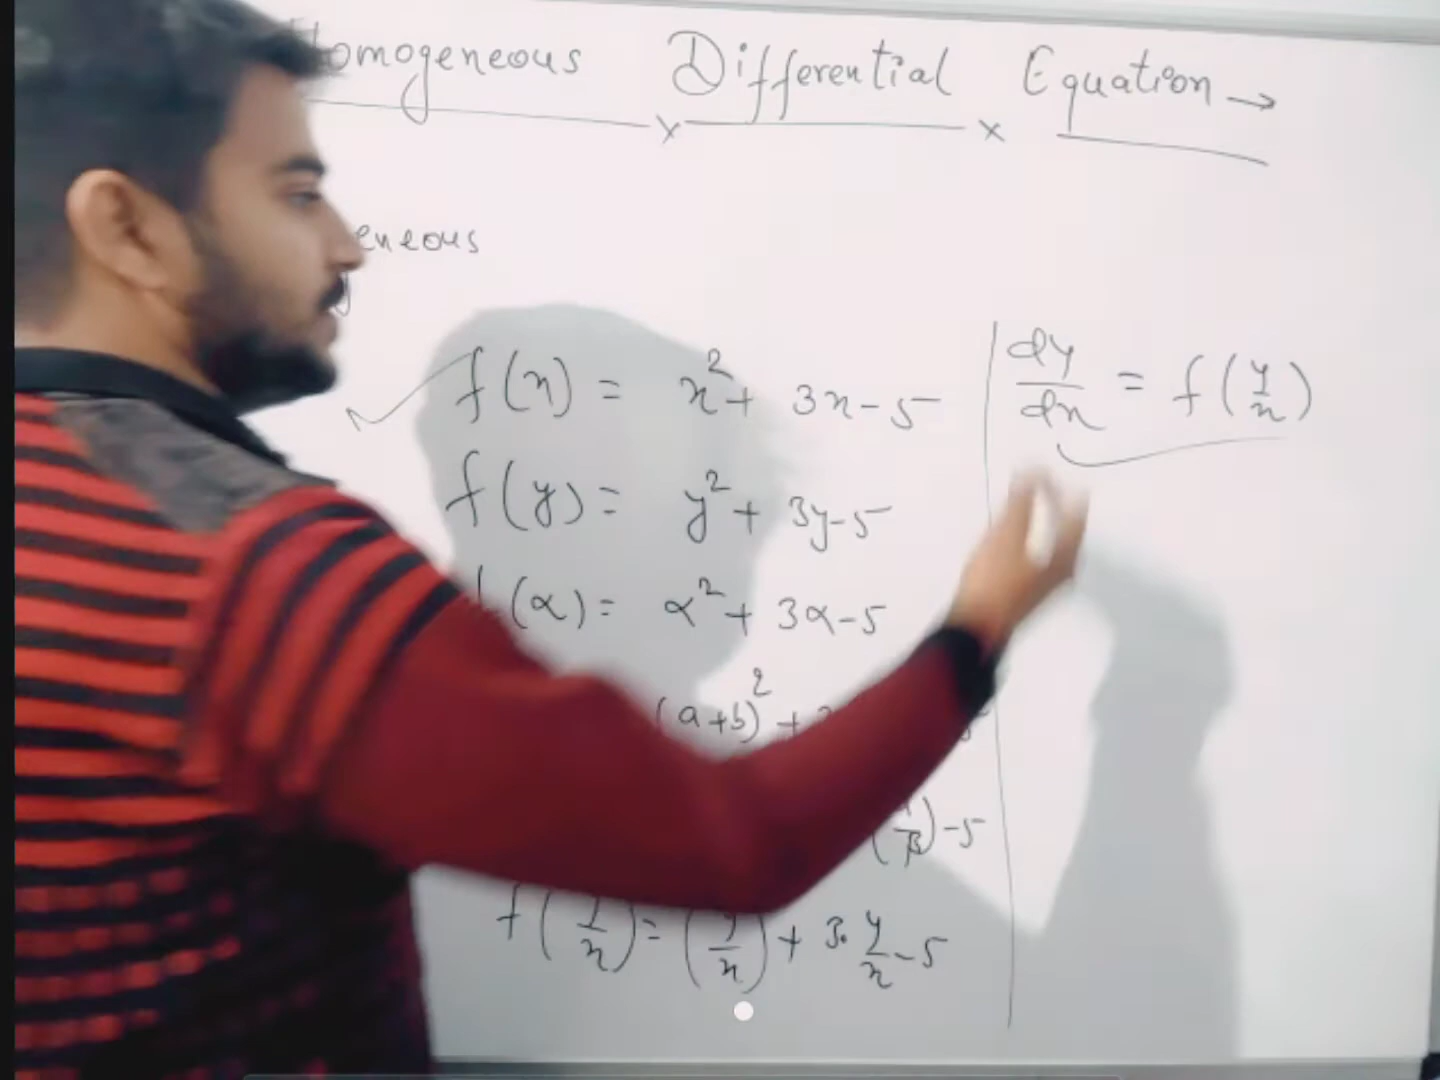 Homogeneous Differential Equation →
eneous
f(x) = x² + 3x - 5
f(y) = y² + 3y - 5
(α) = α² + 3α - 5
(a+b)² +
) - 5
f(y/x) = (y/x) + 3. y/x - 5
dy/dx = f(y/x)